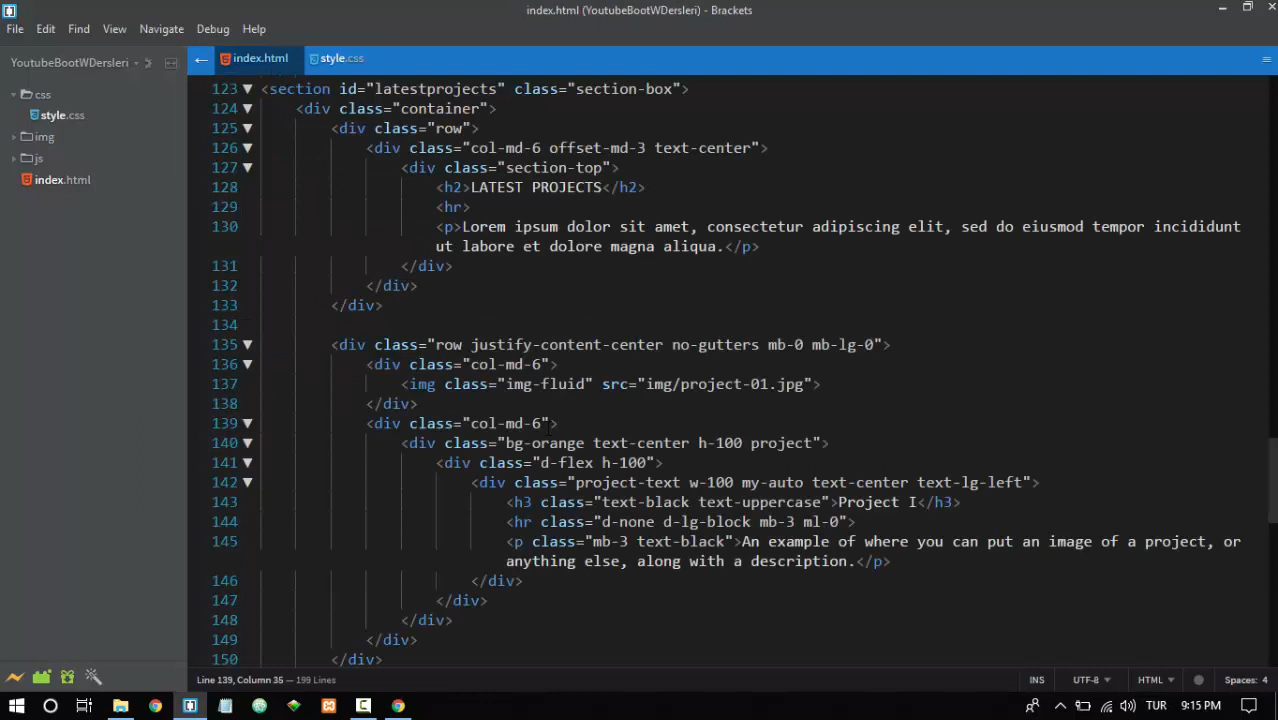 index.html (YoutubeBootWDersleri) - Brackets
File Edit Find View Navigate Debug Help
YoutubeBootWDersleri
index.html
style.css
css
style.css
img
js
index.html
123 <section id="latestprojects" class="section-box">
124 <div class="container">
125 <div class="row">
126 <div class="col-md-6 offset-md-3 text-center">
127 <div class="section-top">
128 <h2>LATEST PROJECTS</h2>
129 <hr>
130 <p>Lorem ipsum dolor sit amet, consectetur adipiscing elit, sed do eiusmod tempor incididunt
ut labore et dolore magna aliqua.</p>
131 </div>
132 </div>
133 </div>
134
135 <div class="row justify-content-center no-gutters mb-0 mb-lg-0">
136 <div class="col-md-6">
137 <img class="img-fluid" src="img/project-01.jpg">
138 </div>
139 <div class="col-md-6">
140 <div class="bg-orange text-center h-100 project">
141 <div class="d-flex h-100">
142 <div class="project-text w-100 my-auto text-center text-lg-left">
143 <h3 class="text-black text-uppercase">Project I</h3>
144 <hr class="d-none d-lg-block mb-3 ml-0">
145 <p class="mb-3 text-black">An example of where you can put an image of a project, or
anything else, along with a description.</p>
146 </div>
147 </div>
148 </div>
149 </div>
150 </div>
Line 139, Column 35 — 199 Lines
INS UTF-8 HTML Spaces: 4
TUR 9:15 PM